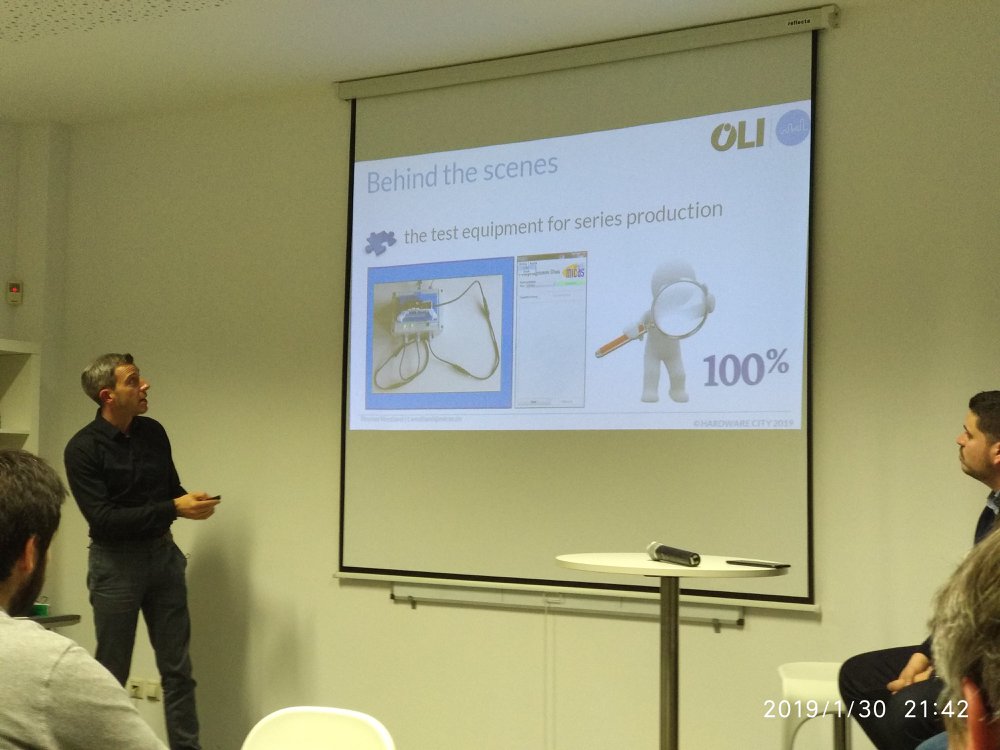 reflecta
OLI
Behind the scenes
the test equipment for series production
micas
100%
©HARDWARE CITY 2019
2019/1/30 21:42